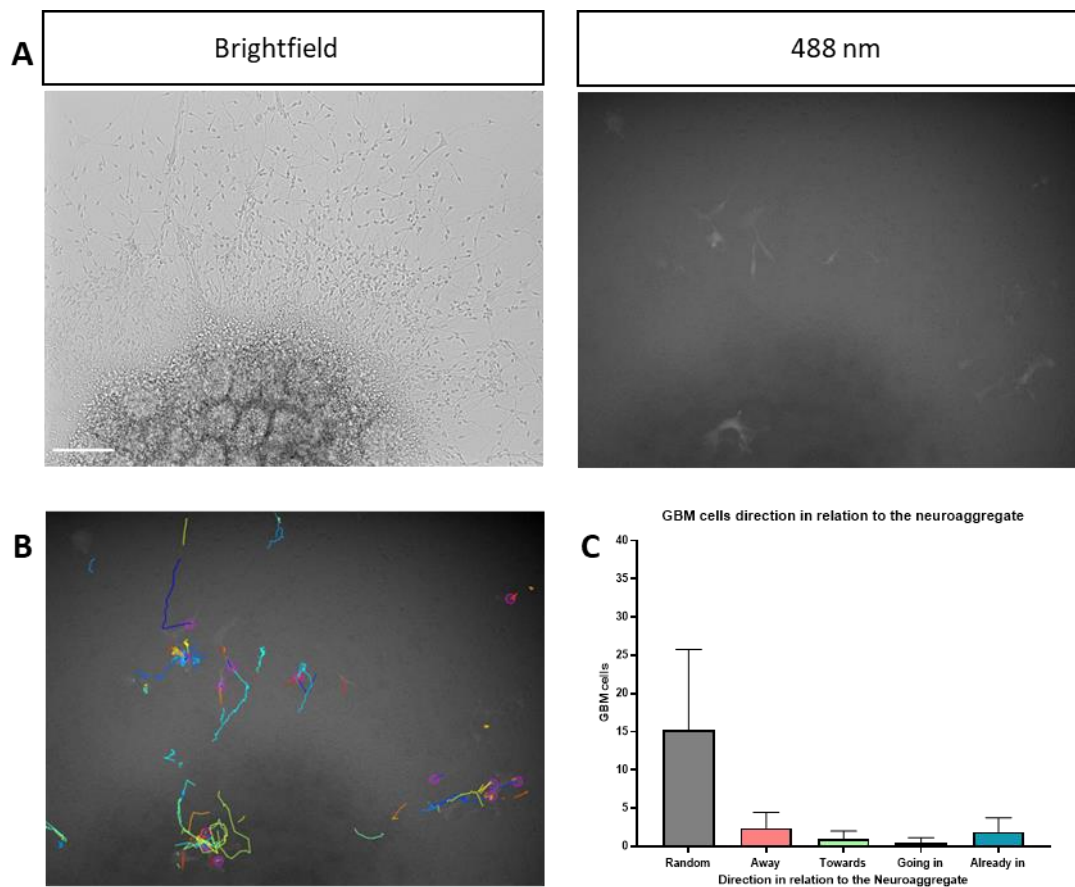 A
Brightfield
488 nm
B
C
GBM cells direction in relation to the neuroaggregate
GBM cells
40
35
30
25
20
15
10
5
0
Random Away Towards Going in Already in
Direction in relation to the Neuroaggregate